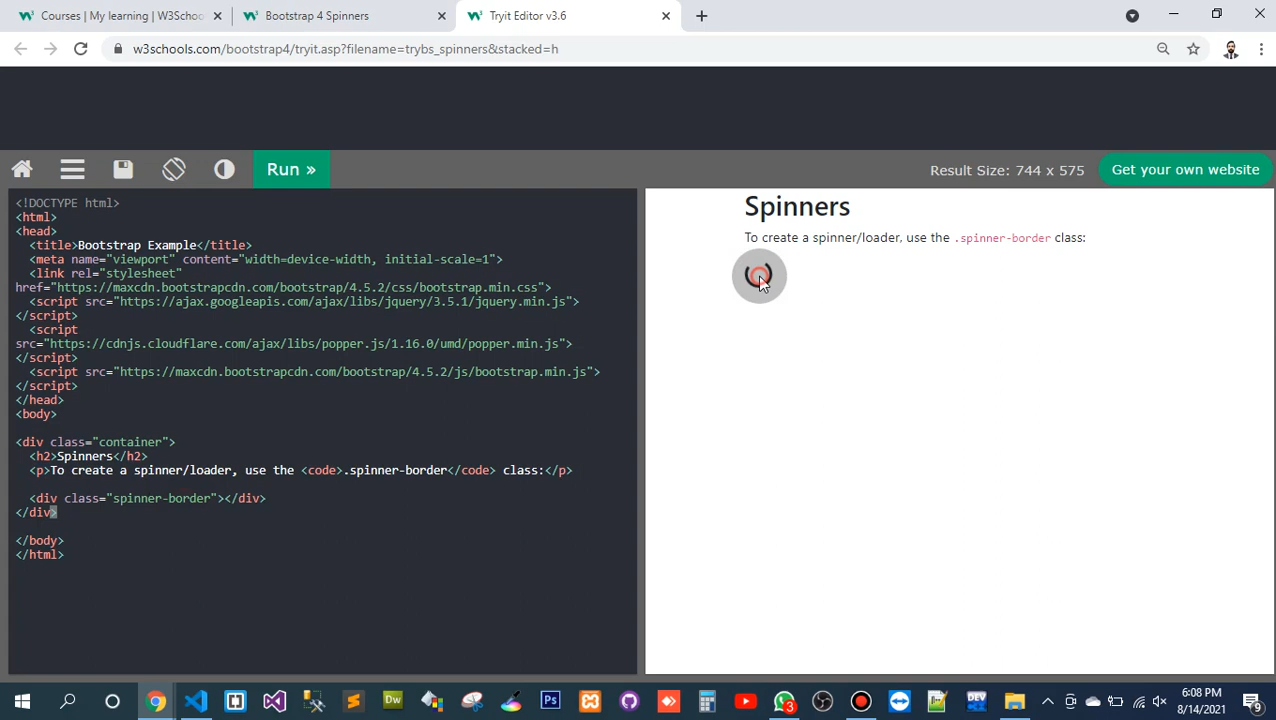 Courses | My learning | W3Schoo
Bootstrap 4 Spinners
Tryit Editor v3.6
w3schools.com/bootstrap4/tryit.asp?filename=trybs_spinners&stacked=h
Run »
Result Size: 744 x 575
Get your own website
<!DOCTYPE html>
<html>
<head>
<title>Bootstrap Example</title>
<meta name="viewport" content="width=device-width, initial-scale=1">
<link rel="stylesheet"
href="https://maxcdn.bootstrapcdn.com/bootstrap/4.5.2/css/bootstrap.min.css">
<script src="https://ajax.googleapis.com/ajax/libs/jquery/3.5.1/jquery.min.js">
</script>
<script
src="https://cdnjs.cloudflare.com/ajax/libs/popper.js/1.16.0/umd/popper.min.js">
</script>
<script src="https://maxcdn.bootstrapcdn.com/bootstrap/4.5.2/js/bootstrap.min.js">
</script>
</head>
<body>
<div class="container">
<h2>Spinners</h2>
<p>To create a spinner/loader, use the <code>.spinner-border</code> class:</p>
<div class="spinner-border"></div>
</div>
</body>
</html>
Spinners
To create a spinner/loader, use the .spinner-border class:
Dw
Ps
3
DEV
6:08 PM
8/14/2021
9